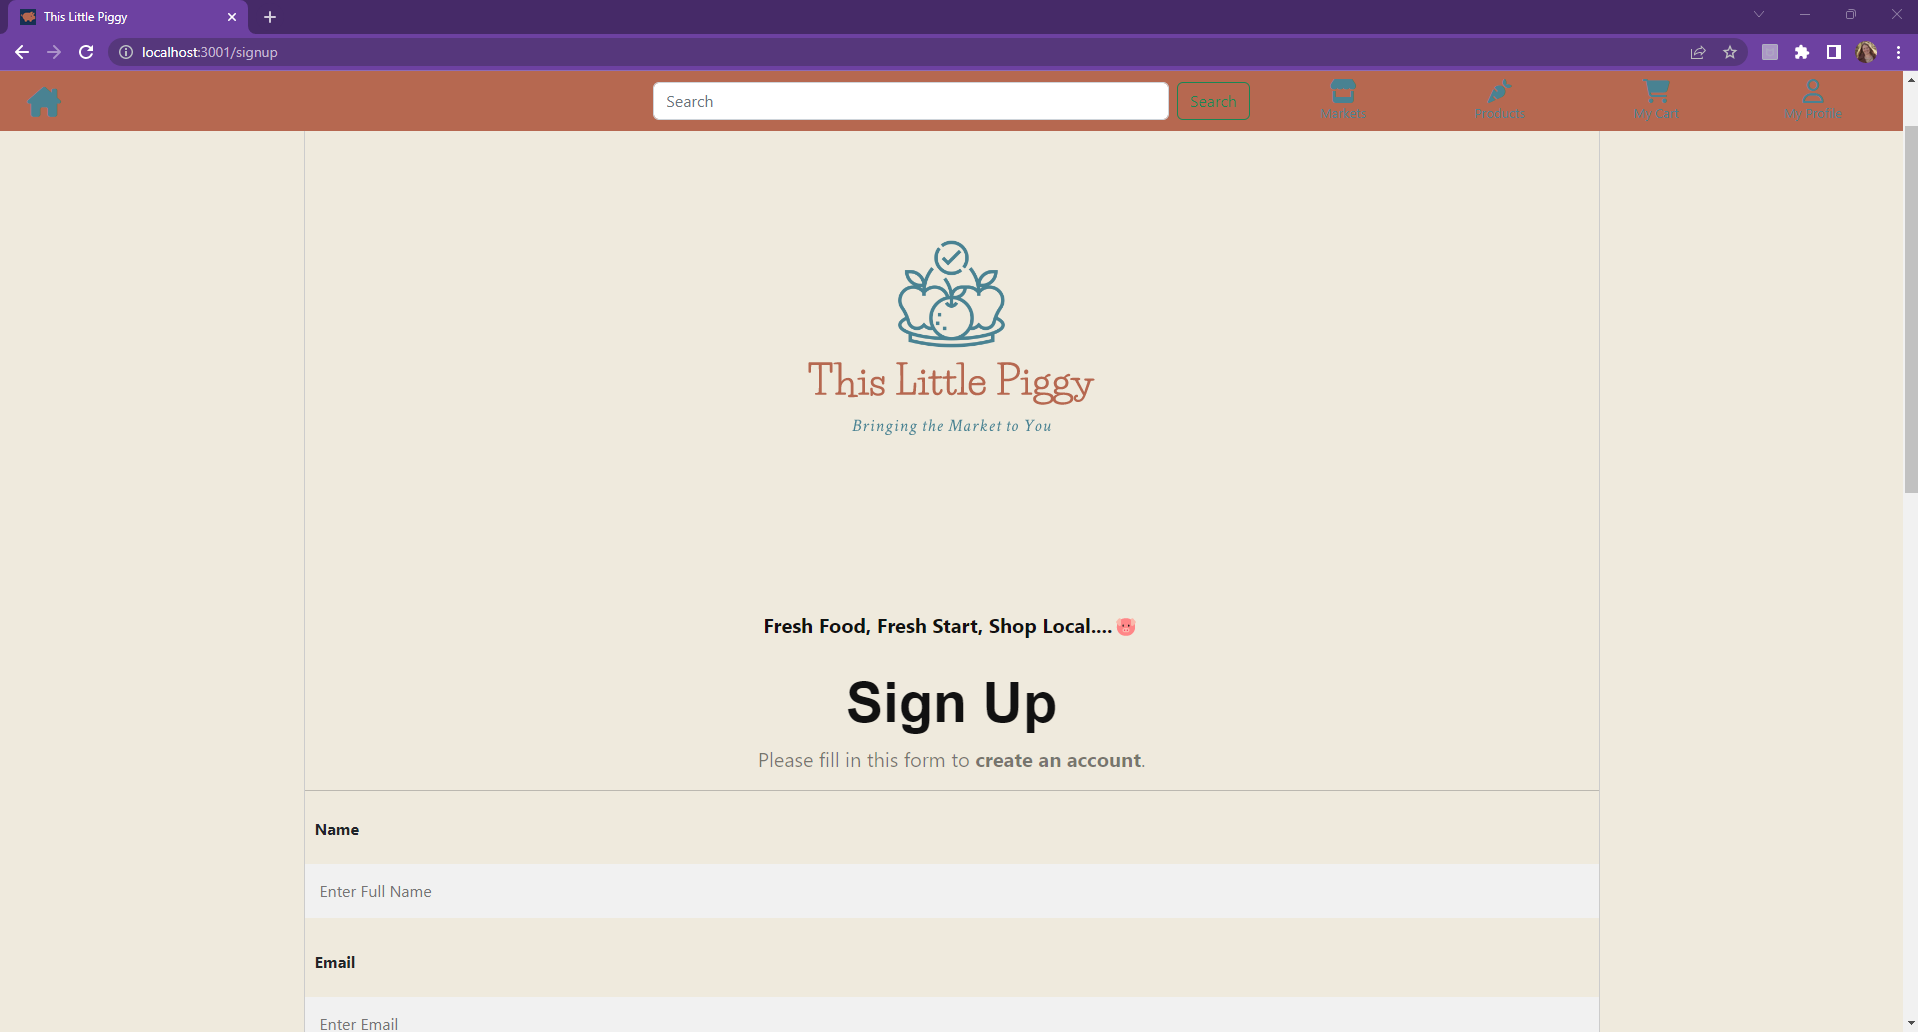 This Little Piggy
localhost:3001/signup
Search
Search
Markets
Products
My Cart
My Profile
This Little Piggy
Bringing the Market to You
Fresh Food, Fresh Start, Shop Local.... 🐷
Sign Up
Please fill in this form to create an account.
Name
Enter Full Name
Email
Enter Email